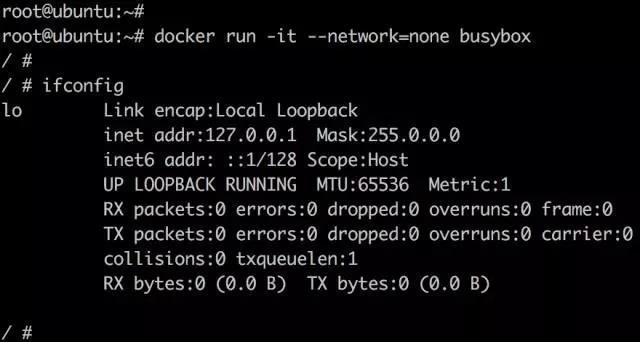 root@ubuntu:~#
root@ubuntu:~# docker run -it --network=none busybox
/ #
/ # ifconfig
lo        Link encap:Local Loopback
          inet addr:127.0.0.1  Mask:255.0.0.0
          inet6 addr: ::1/128 Scope:Host
          UP LOOPBACK RUNNING  MTU:65536  Metric:1
          RX packets:0 errors:0 dropped:0 overruns:0 frame:0
          TX packets:0 errors:0 dropped:0 overruns:0 carrier:0
          collisions:0 txqueuelen:1
          RX bytes:0 (0.0 B)  TX bytes:0 (0.0 B)

/ #